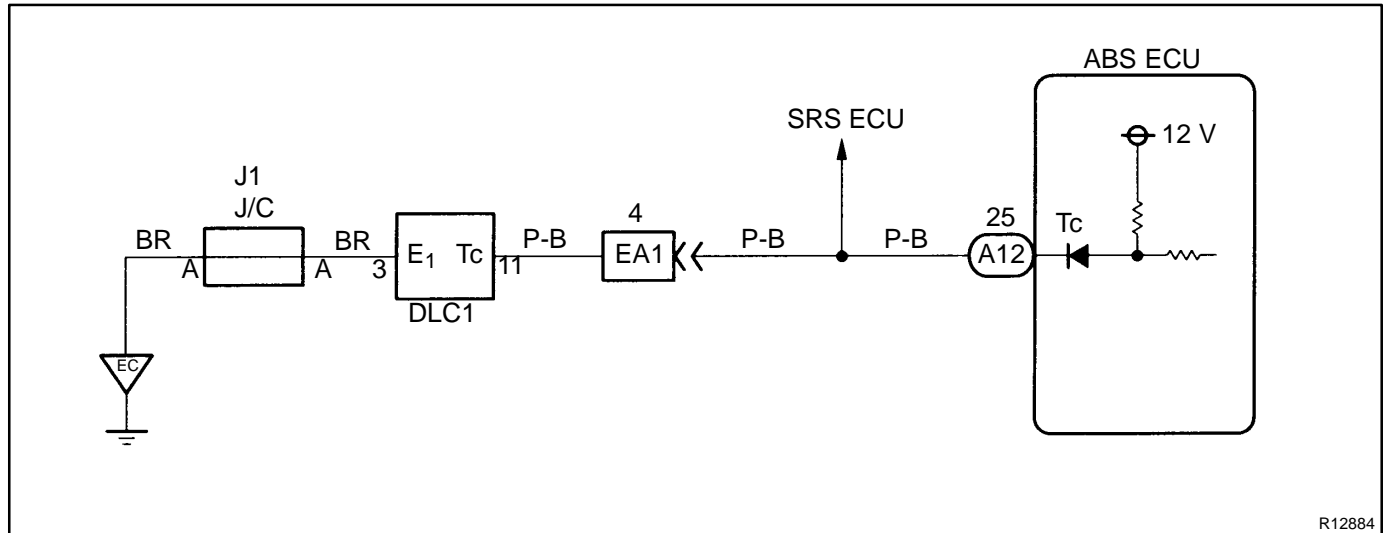 ABS ECU
SRS ECU
12 V
J1
J/C
4
25
Tc
BR
BR
E1 Tc
P-B
EA1
P-B
P-B
A12
A
A
3
11
DLC1
EC
R12884